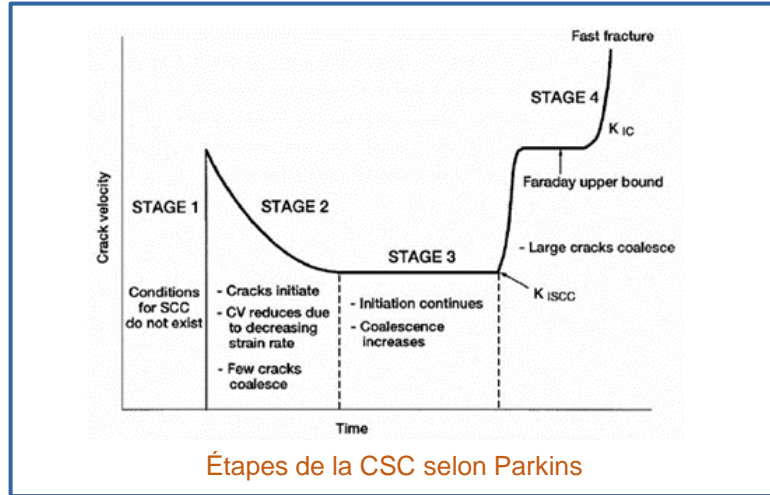 Fast fracture
STAGE 4
K IC
Faraday upper bound
STAGE 1
STAGE 2
Crack velocity
- Large cracks coalesce
STAGE 3
K ISCC
Conditions
for SCC
do not exist
- Cracks initiate
- CV reduces due
to decreasing
strain rate
- Few cracks
coalesce
- Initiation continues
- Coalescence
increases
Time
Étapes de la CSC selon Parkins